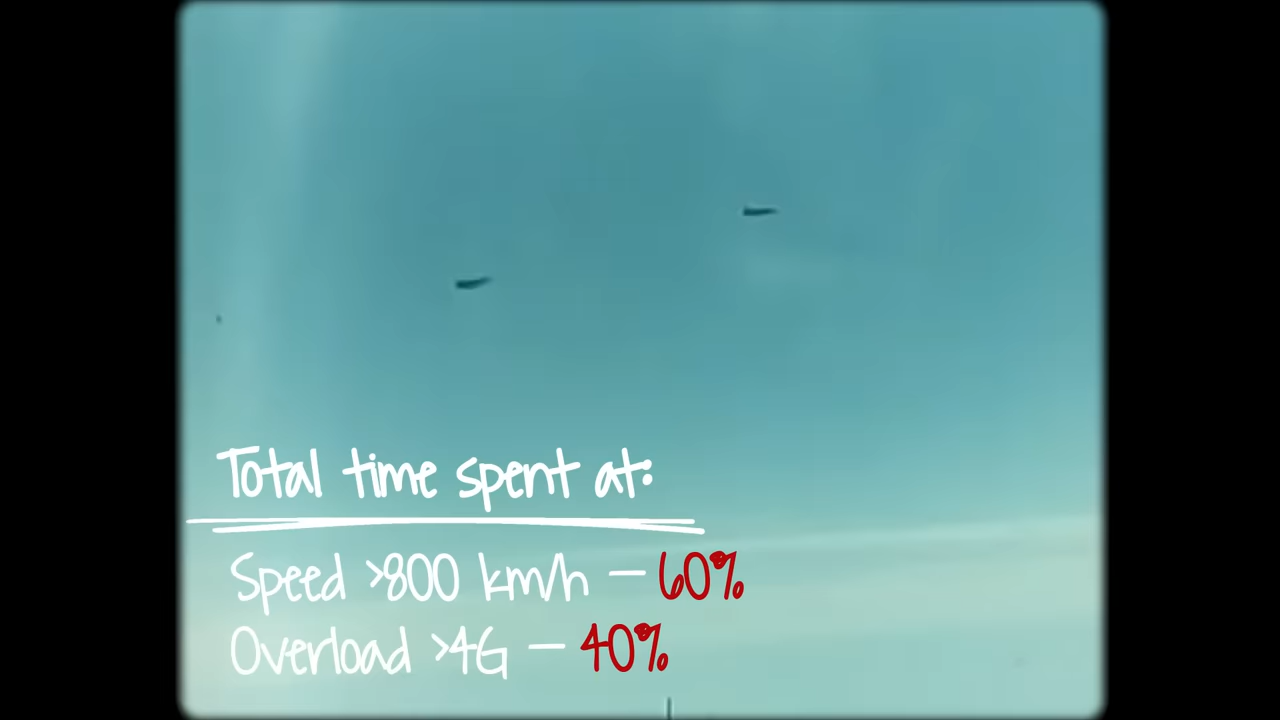 Total time spent at:
Speed >800 km/h – 60%
Overload >4G – 40%